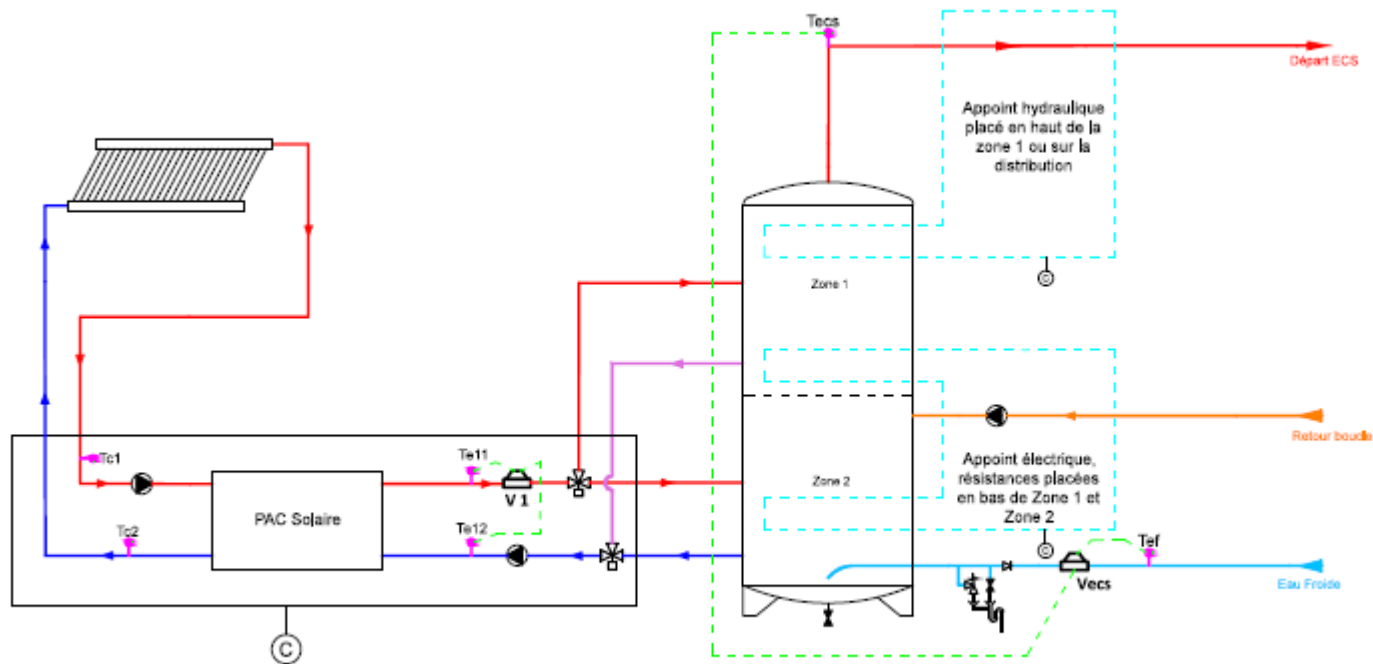 Tecs
Départ ECS
Appoint hydraulique
placé en haut de la
zone 1 ou sur la
distribution
C
Zone 1
Retour boucle
Tc1
Te11
V 1
Zone 2
Appoint électrique,
résistances placées
en bas de Zone 1 et
Zone 2
PAC Solaire
Tc2
Te12
C
Tef
Vecs
Eau Froide
C